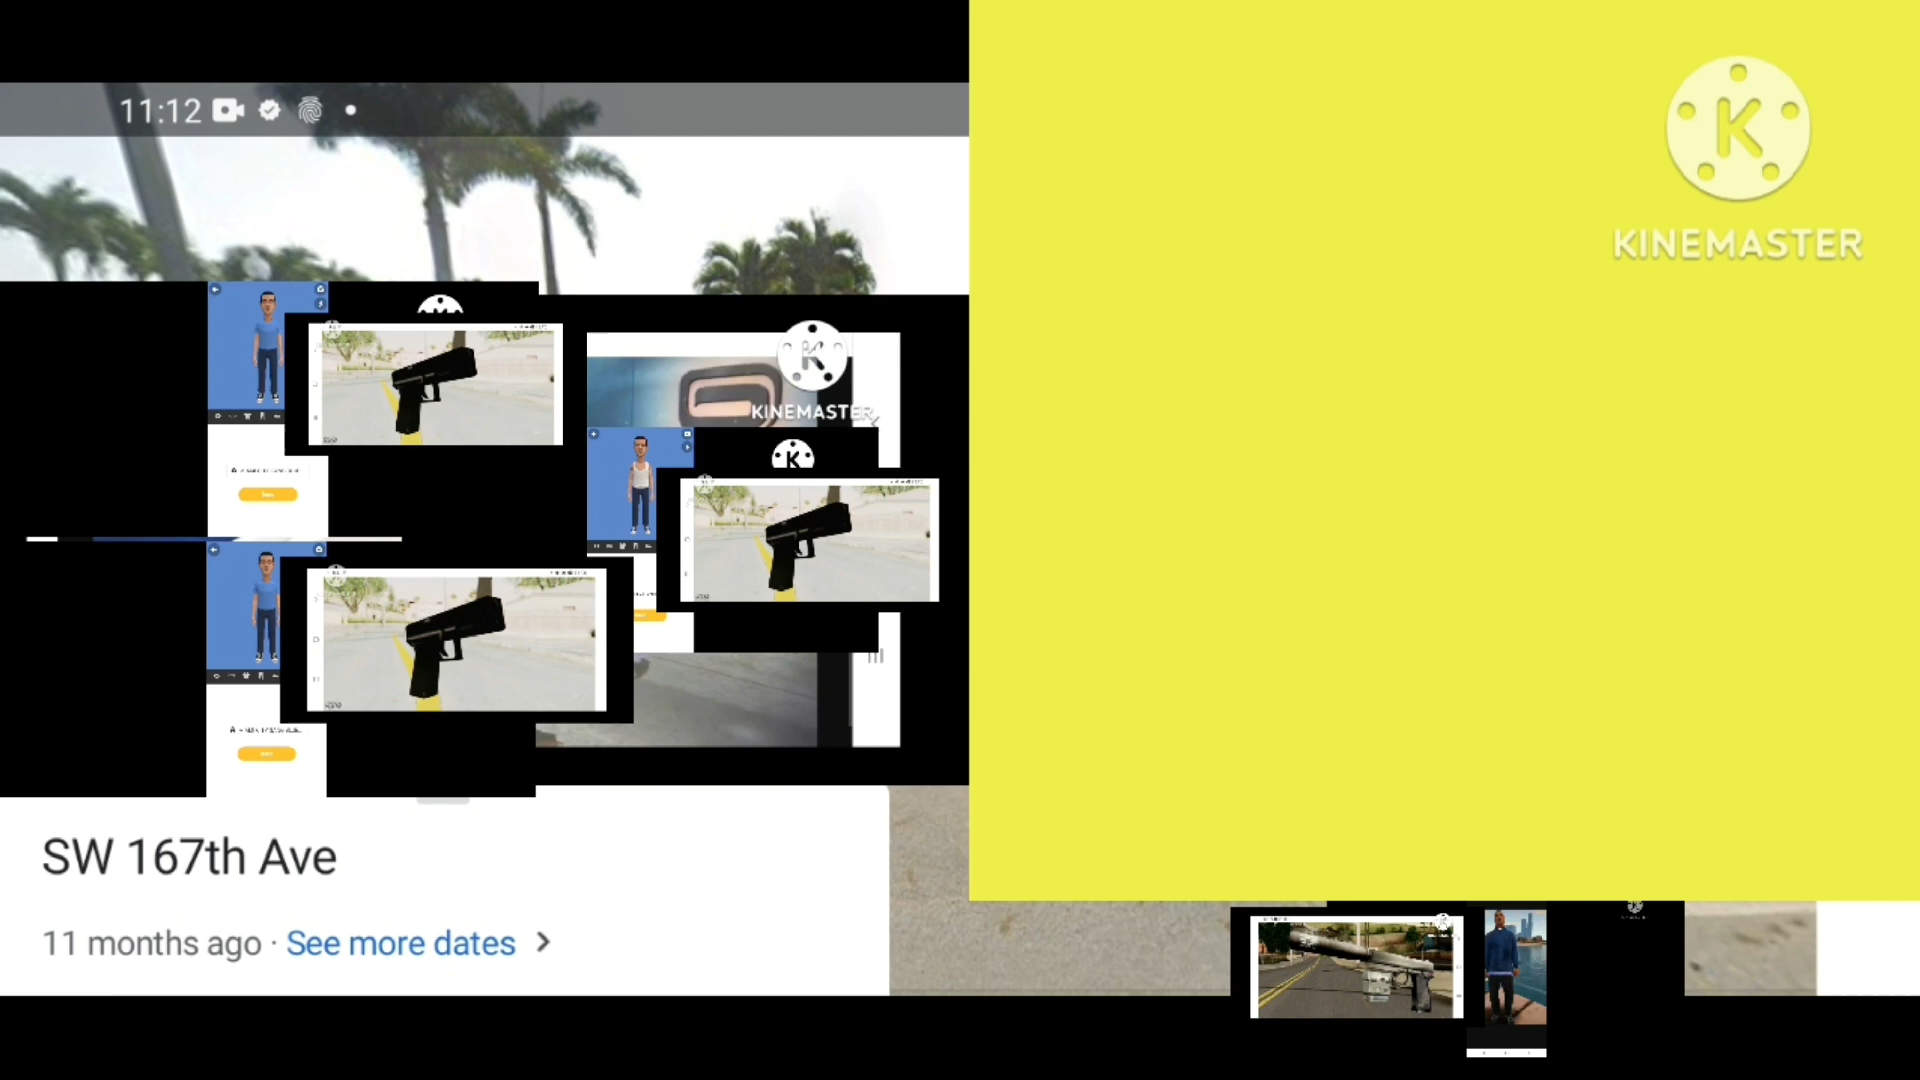 11:12
KINEMASTER
KINEMASTER
SW 167th Ave
11 months ago · See more dates